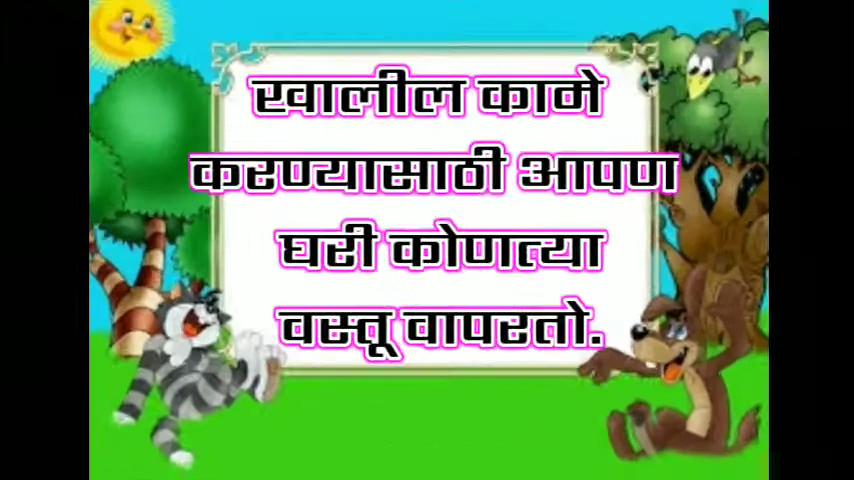 खालील कामे
करण्यासाठी आपण
घरी कोणत्या
वस्तू वापरतो.